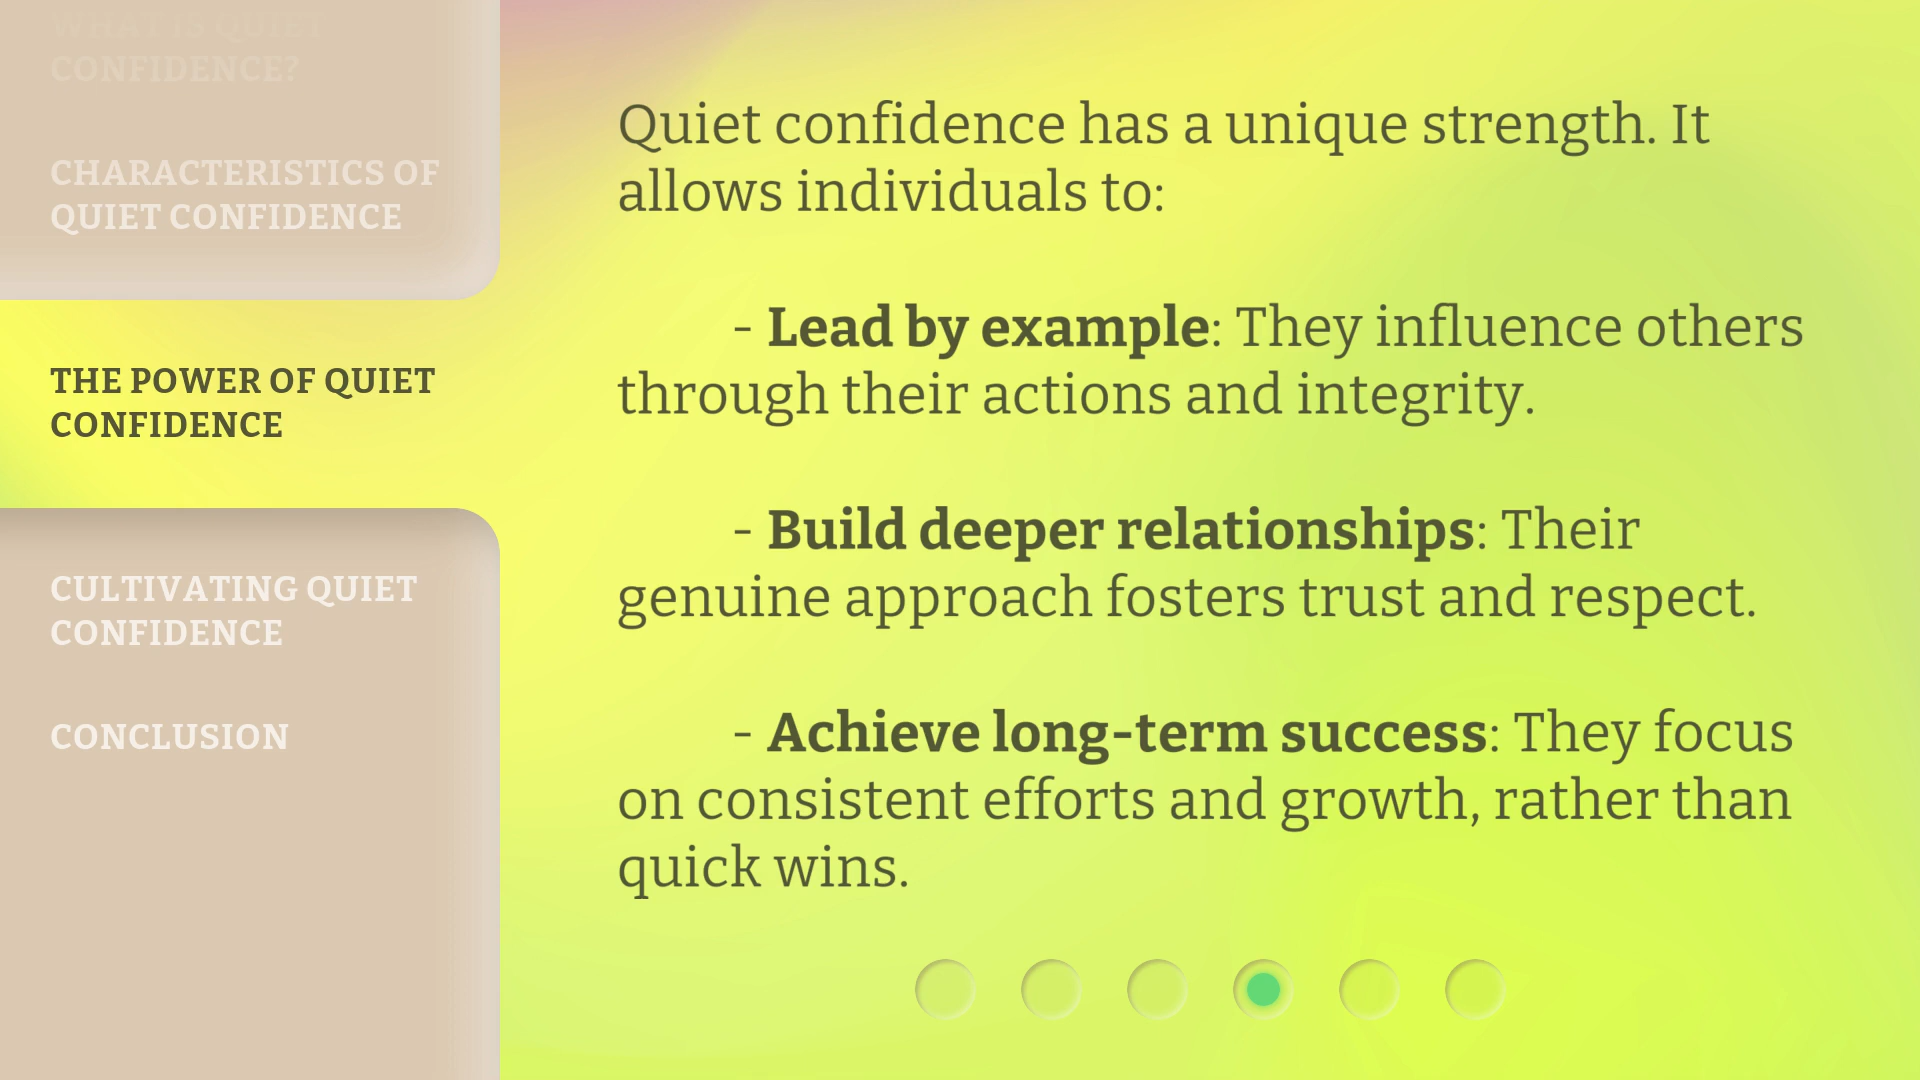 WHAT IS QUIET
CONFIDENCE?
CHARACTERISTICS OF
QUIET CONFIDENCE
THE POWER OF QUIET
CONFIDENCE
CULTIVATING QUIET
CONFIDENCE
CONCLUSION
Quiet confidence has a unique strength. It
allows individuals to:
- Lead by example: They influence others
through their actions and integrity.
- Build deeper relationships: Their
genuine approach fosters trust and respect.
- Achieve long-term success: They focus
on consistent efforts and growth, rather than
quick wins.